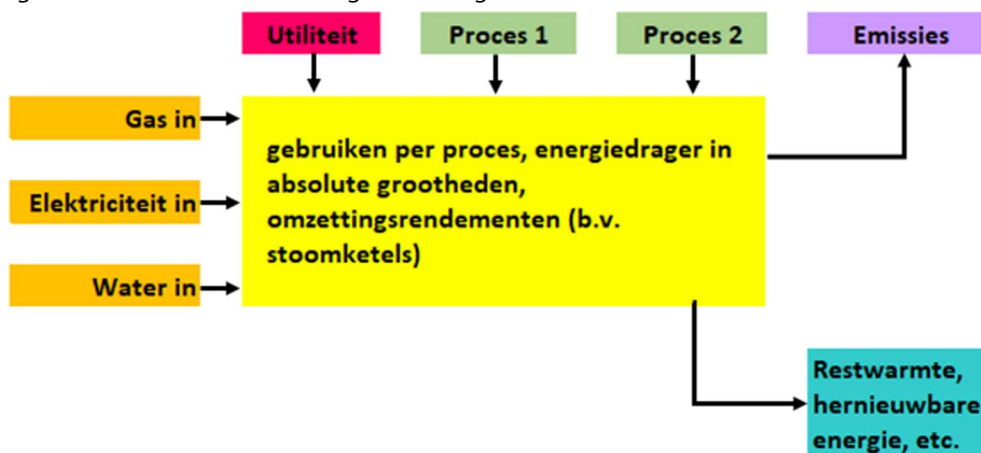 Utiliteit
Proces 1
Proces 2
Emissies
Gas in
Elektriciteit in
Water in
gebruiken per proces, energiedrager in
absolute grootheden,
omzettingsrendementen (b.v.
stoomketels)
Restwarmte,
hernieuwbare
energie, etc.